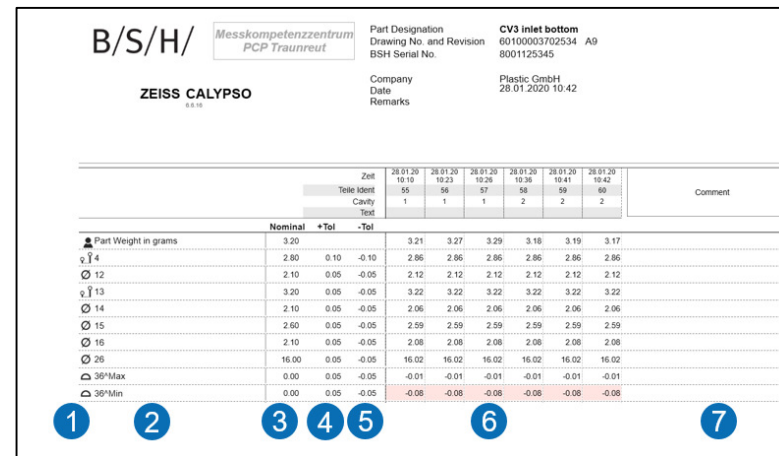 B/S/H/
Messkompetenzzentrum
PCP Traunreut
Part Designation CV3 inlet bottom
Drawing No. and Revision 60100003702534 A9
BSH Serial No. 8001125345
Company Plastic GmbH
Date 28.01.2020 10:42
Remarks
ZEISS CALYPSO
6.8.16
Zeit 28.01.20 10:10 28.01.20 10:23 28.01.20 10:26 28.01.20 10:36 28.01.20 10:41 28.01.20 10:42
Teile Ident 55 56 57 58 59 60 Comment
Cavity 1 1 1 2 2 2
Text
Nominal +Tol -Tol
Part Weight in grams 3.20 3.21 3.27 3.29 3.18 3.19 3.17
4 2.80 0.10 -0.10 2.86 2.86 2.86 2.86 2.86 2.86
Ø 12 2.10 0.05 -0.05 2.12 2.12 2.12 2.12 2.12 2.12
13 3.20 0.05 -0.05 3.22 3.22 3.22 3.22 3.22 3.22
Ø 14 2.10 0.05 -0.05 2.06 2.06 2.06 2.06 2.06 2.06
Ø 15 2.60 0.05 -0.05 2.59 2.59 2.59 2.59 2.59 2.59
Ø 16 2.10 0.05 -0.05 2.08 2.08 2.08 2.08 2.08 2.08
Ø 26 16.00 0.05 -0.05 16.02 16.02 16.02 16.02 16.02 16.02
36^Max 0.00 0.05 -0.05 -0.01 -0.01 -0.01 -0.01 -0.01 -0.01
36^Min 0.00 0.05 -0.05 -0.08 -0.08 -0.08 -0.08 -0.08 -0.08
1 2 3 4 5 6 7